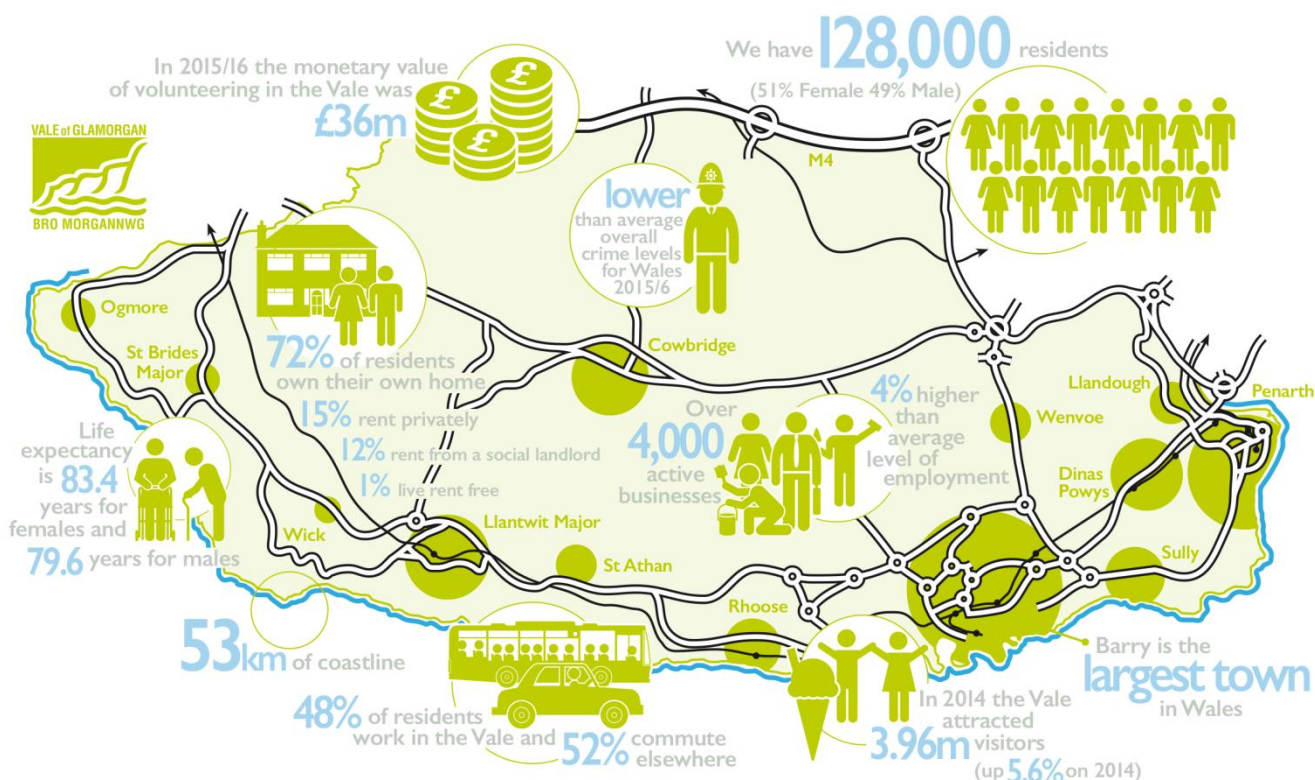 In 2015/16 the monetary value
of volunteering in the Vale was
£36m
£
£
£
We have 128,000 residents
(51% Female 49% Male)
VALE of GLAMORGAN
BRO MORGANNWG
M4
lower
than average
overall
crime levels
for Wales
2015/6
Ogmore
St Brides
Major
72% of residents
own their own home
15% rent privately
12% rent from a social landlord
1% live rent free
Cowbridge
Over
4,000
active
businesses
4% higher
than
average
level of
employment
Llandough
Penarth
Wenvoe
Dinas
Powys
Sully
Life
expectancy
is 83.4
years for
females and
79.6 years for males
Wick
Llantwit Major
St Athan
Rhoose
53km of coastline
48% of residents
work in the Vale and 52% commute
elsewhere
In 2014 the Vale
attracted
3.96m visitors
(up 5.6% on 2014)
Barry is the
largest town
in Wales